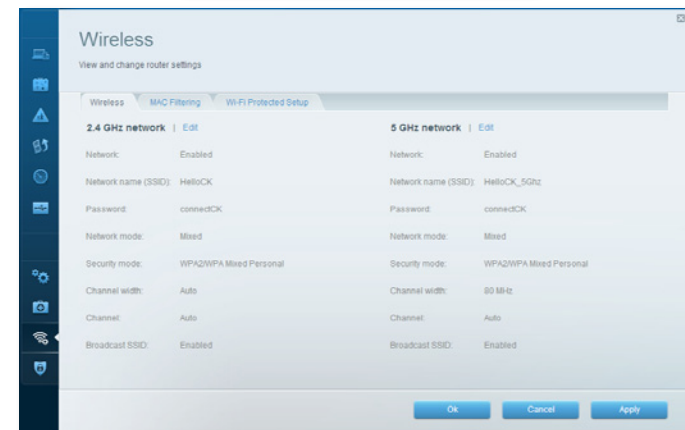 Wireless
View and change router settings
Wireless MAC Filtering Wi-Fi Protected Setup
2.4 GHz network | Edit 5 GHz network | Edit
Network: Enabled Network: Enabled
Network name (SSID): HelloCK Network name (SSID): HelloCK_5Ghz
Password: connectCK Password: connectCK
Network mode: Mixed Network mode: Mixed
Security mode: WPA2/WPA Mixed Personal Security mode: WPA2/WPA Mixed Personal
Channel width: Auto Channel width: 80 MHz
Channel: Auto Channel: Auto
Broadcast SSID: Enabled Broadcast SSID: Enabled
Ok Cancel Apply